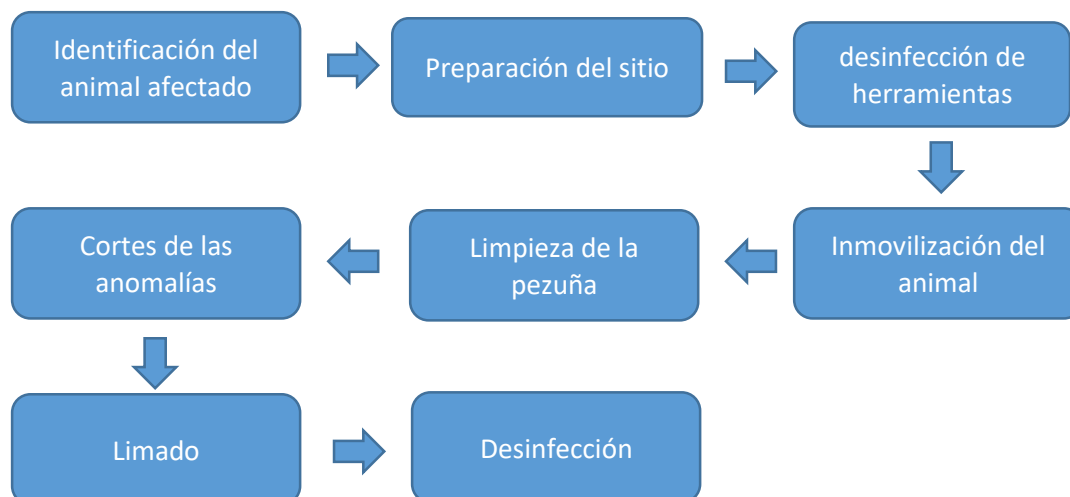 Identificación del
animal afectado
Preparación del sitio
desinfección de
herramientas
Inmovilización del
animal
Limpieza de la
pezuña
Cortes de las
anomalías
Limado
Desinfección